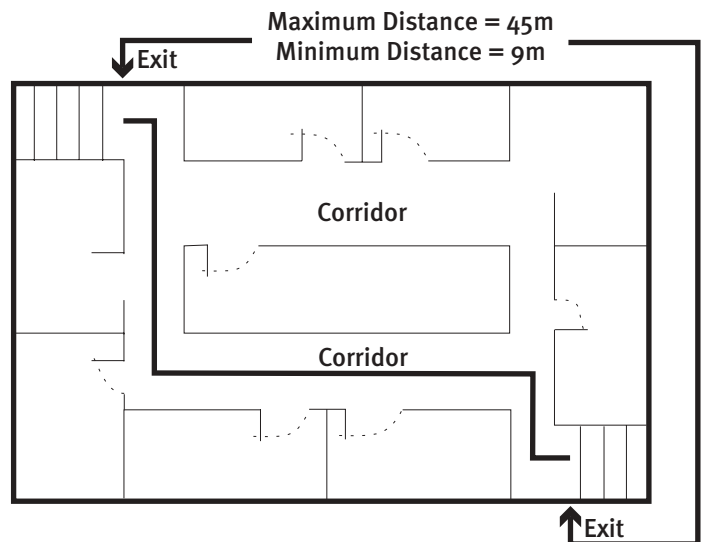 Maximum Distance = 45m
Minimum Distance = 9m
Exit
Corridor
Corridor
Exit